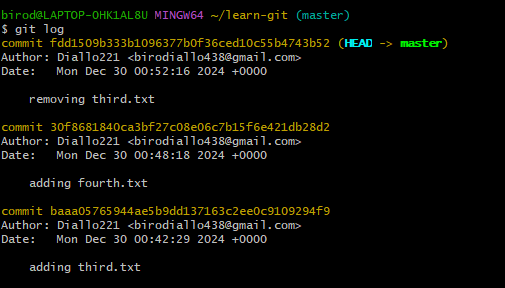 birod@LAPTOP-OHK1AL8U MINGW64 ~/learn-git (master)
$ git log
commit fdd1509b333b1096377b0f36ced10c55b4743b52 (HEAD -> master)
Author: Diallo221 <birodiallo438@gmail.com>
Date:   Mon Dec 30 00:52:16 2024 +0000
removing third.txt
commit 30f8681840ca3bf27c08e06c7b15f6e421db28d2
Author: Diallo221 <birodiallo438@gmail.com>
Date:   Mon Dec 30 00:48:18 2024 +0000
adding fourth.txt
commit baaa05765944ae5b9dd137163c2ee0c9109294f9
Author: Diallo221 <birodiallo438@gmail.com>
Date:   Mon Dec 30 00:42:29 2024 +0000
adding third.txt